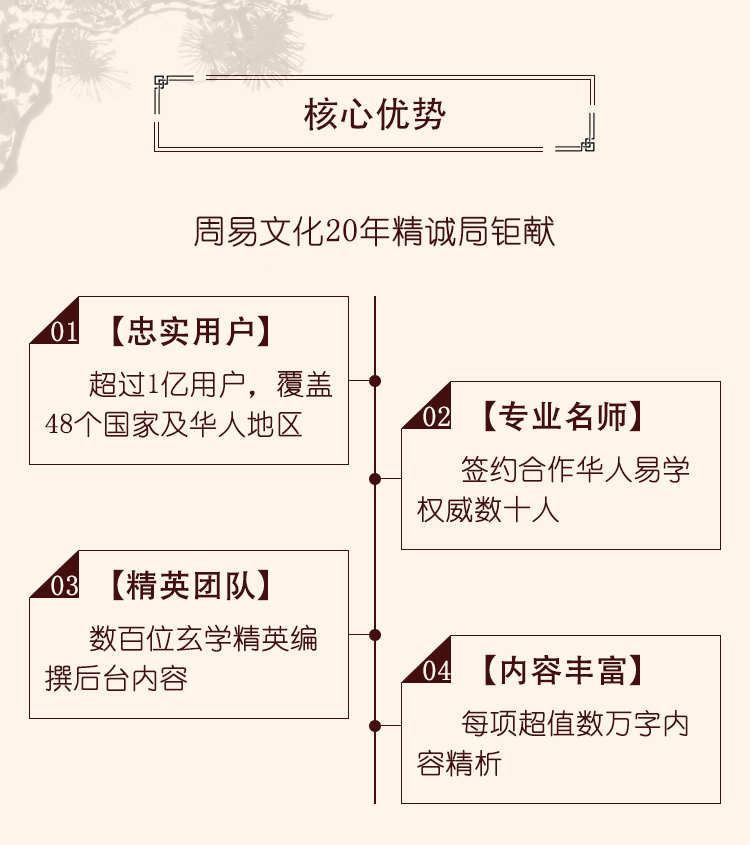 核心优势
周易文化20年精诚局钜献
01
【忠实用户】
超过1亿用户，覆盖
48个国家及华人地区
02
【专业名师】
签约合作华人易学
权威数十人
03
【精英团队】
数百位玄学精英编
撰后台内容
04
【内容丰富】
每项超值数万字内
容精析